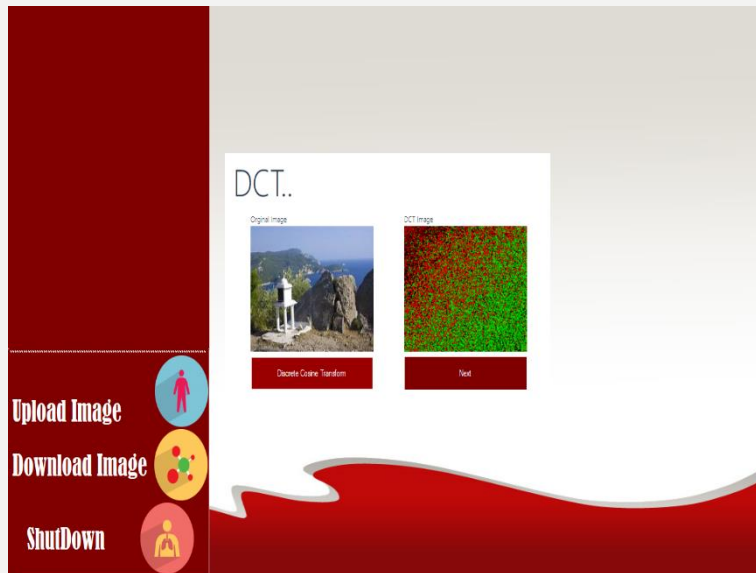 DCT..
Orginal Image
DCT Image
Discrete Cosine Transform
Next
Upload Image
Download Image
ShutDown